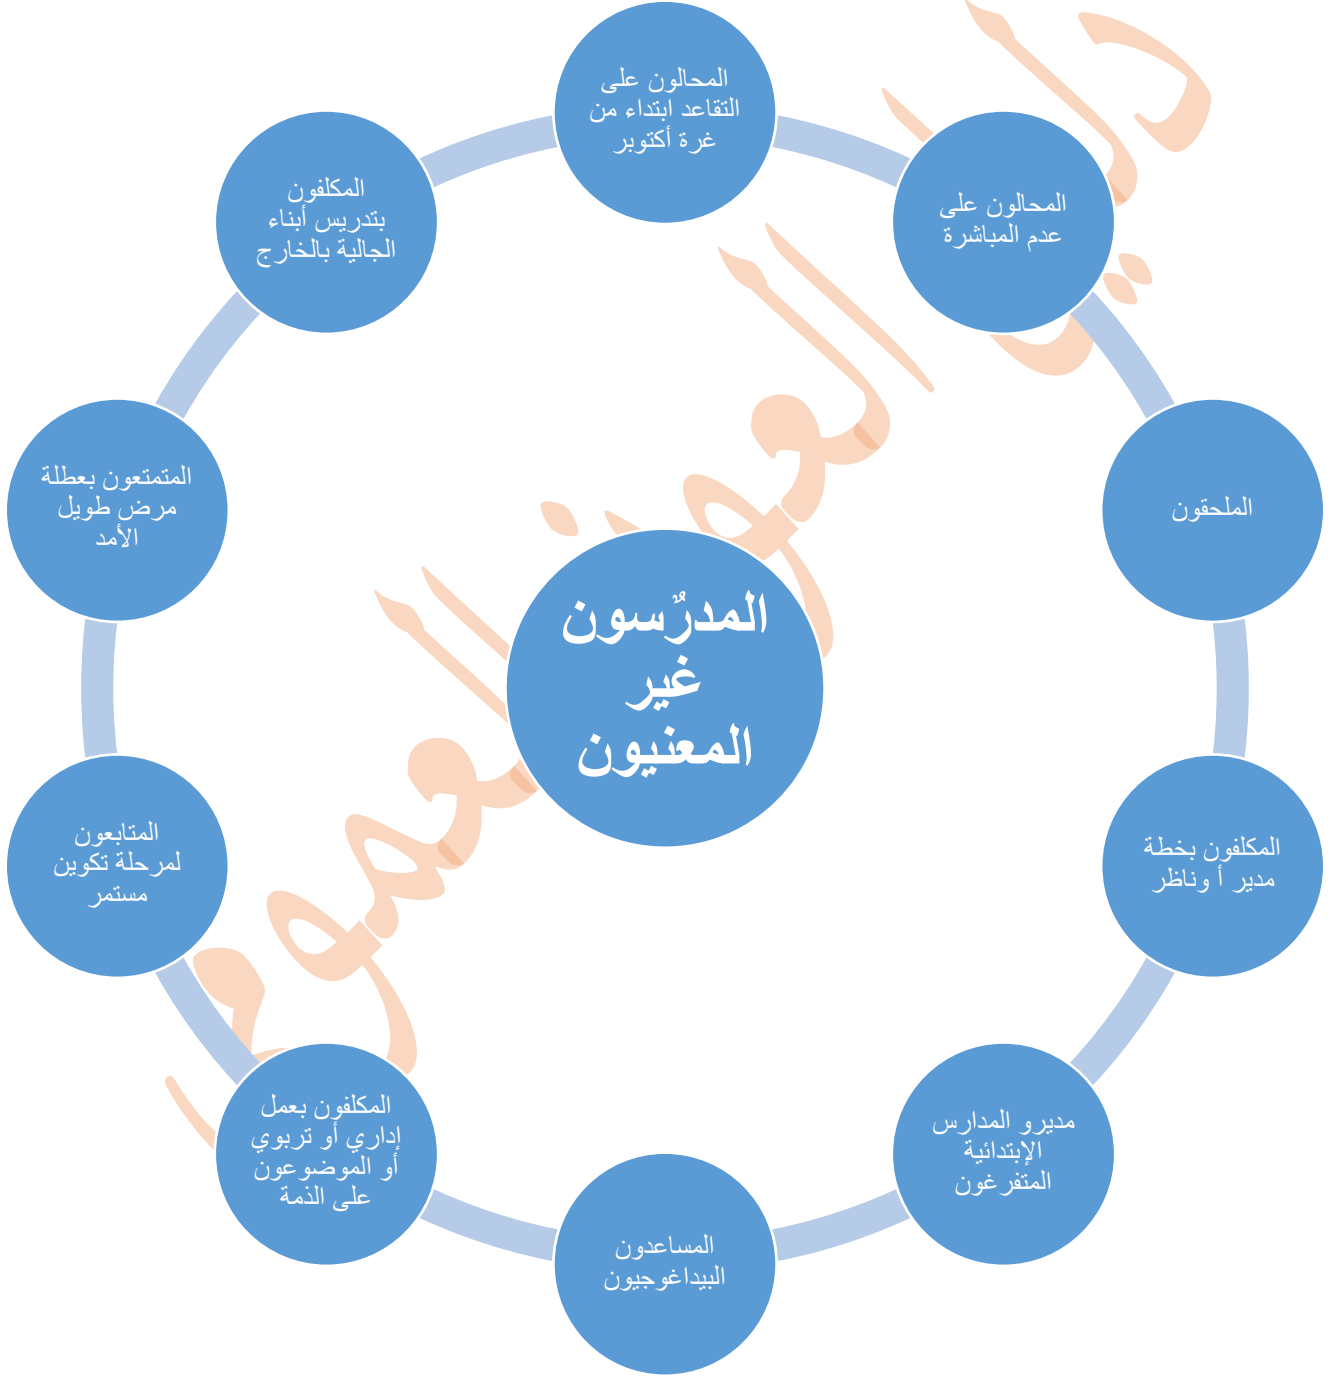 المحالون على
التقاعد ابتداء من
غرة أكتوبر
المحالون على
عدم المباشرة
الملحقون
المكلفون بخطة
مدير أ وناظر
مديرو المدارس
الإبتدائية
المتفرغون
المساعدون
البيداغوجيون
المكلفون بعمل
إداري أو تربوي
أو الموضوعون
على الذمة
المتابعون
لمرحلة تكوين
مستمر
المتمتعون بعطلة
مرض طويل
الأمد
المكلفون
بتدريس أبناء
الجالية بالخارج
المدرٌسون
غير
المعنيون